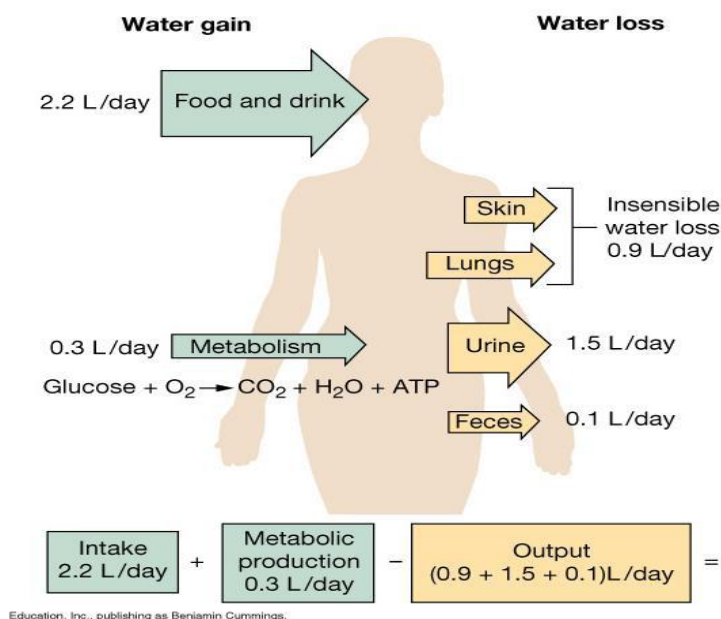 Water gain
Water loss
2.2 L/day
Food and drink
Skin
Lungs
Insensible
water loss
0.9 L/day
0.3 L/day
Metabolism
Glucose + O₂ → CO₂ + H₂O + ATP
Urine
1.5 L/day
Feces
0.1 L/day
Intake
2.2 L/day
+
Metabolic
production
0.3 L/day
−
Output
(0.9 + 1.5 + 0.1)L/day
=
Education, Inc., publishing as Benjamin Cummings.